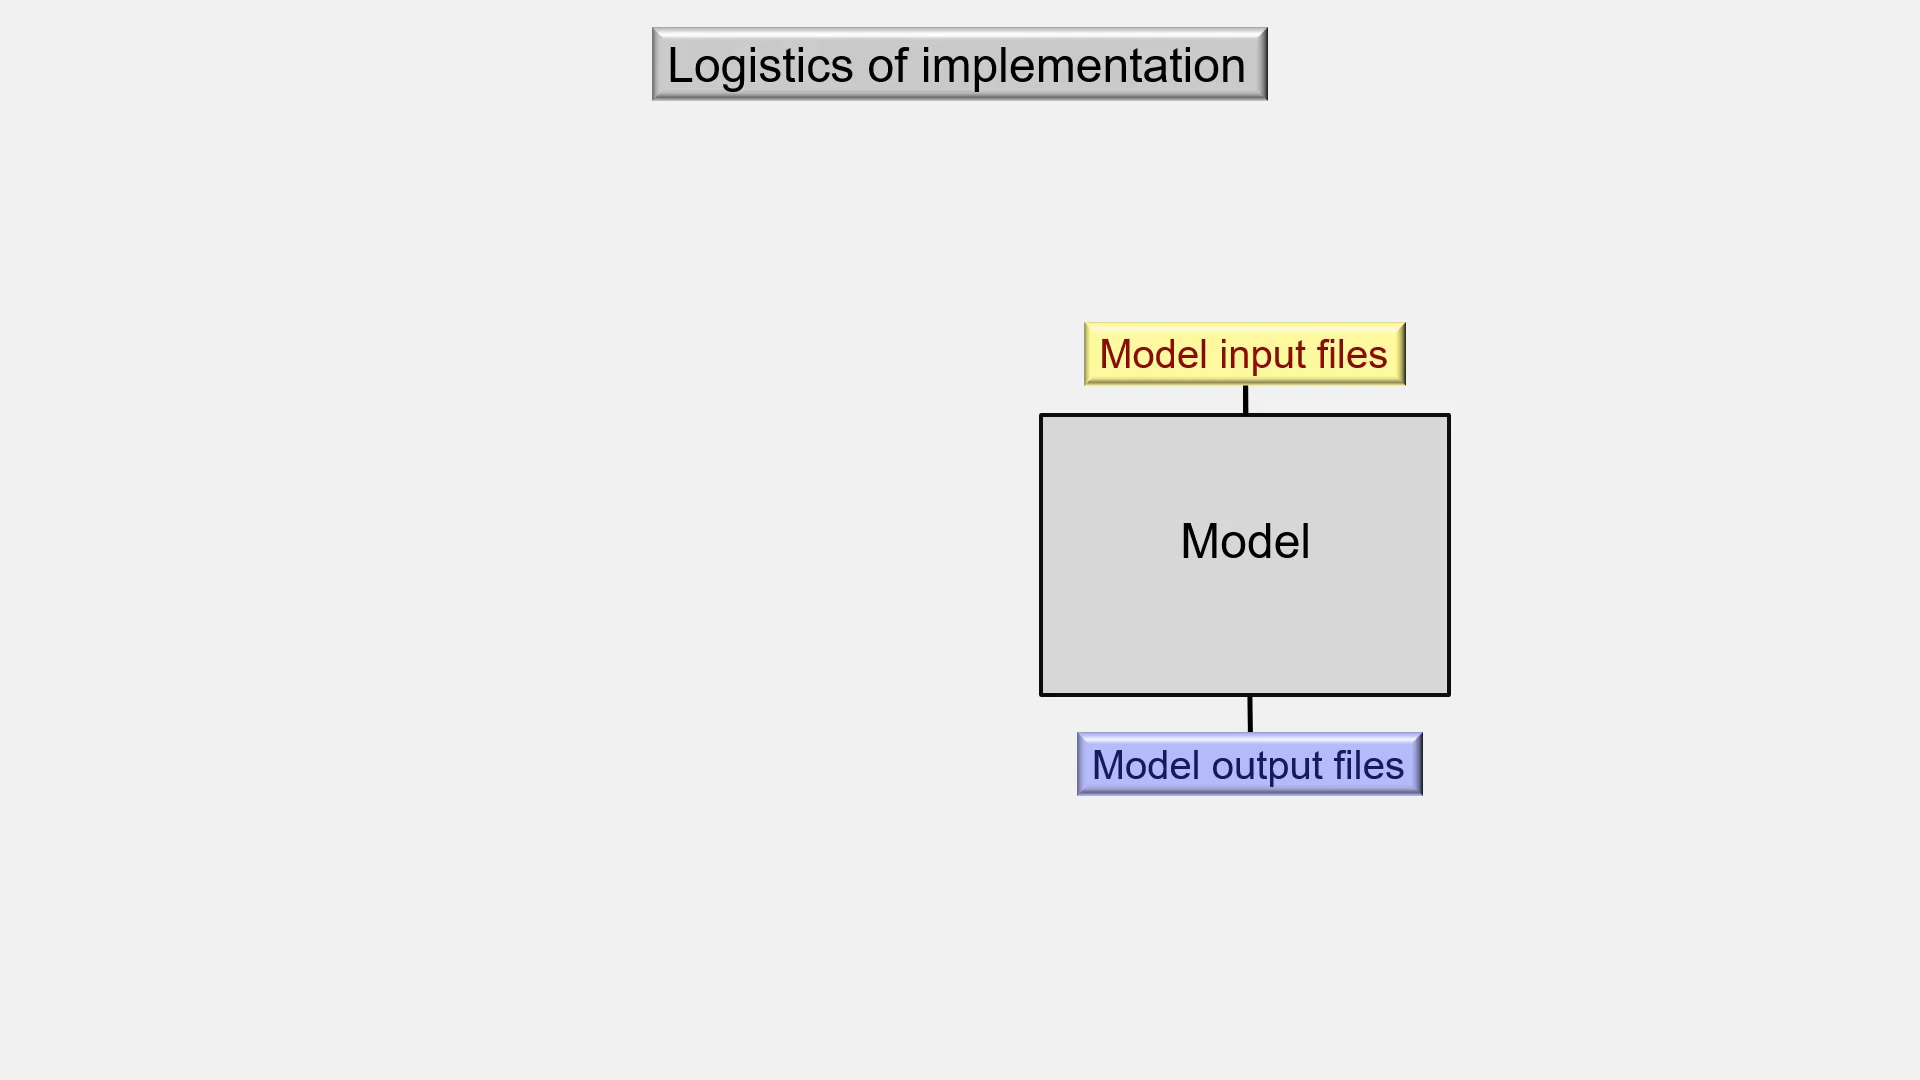 Logistics of implementation
Model input files
Model
Model output files